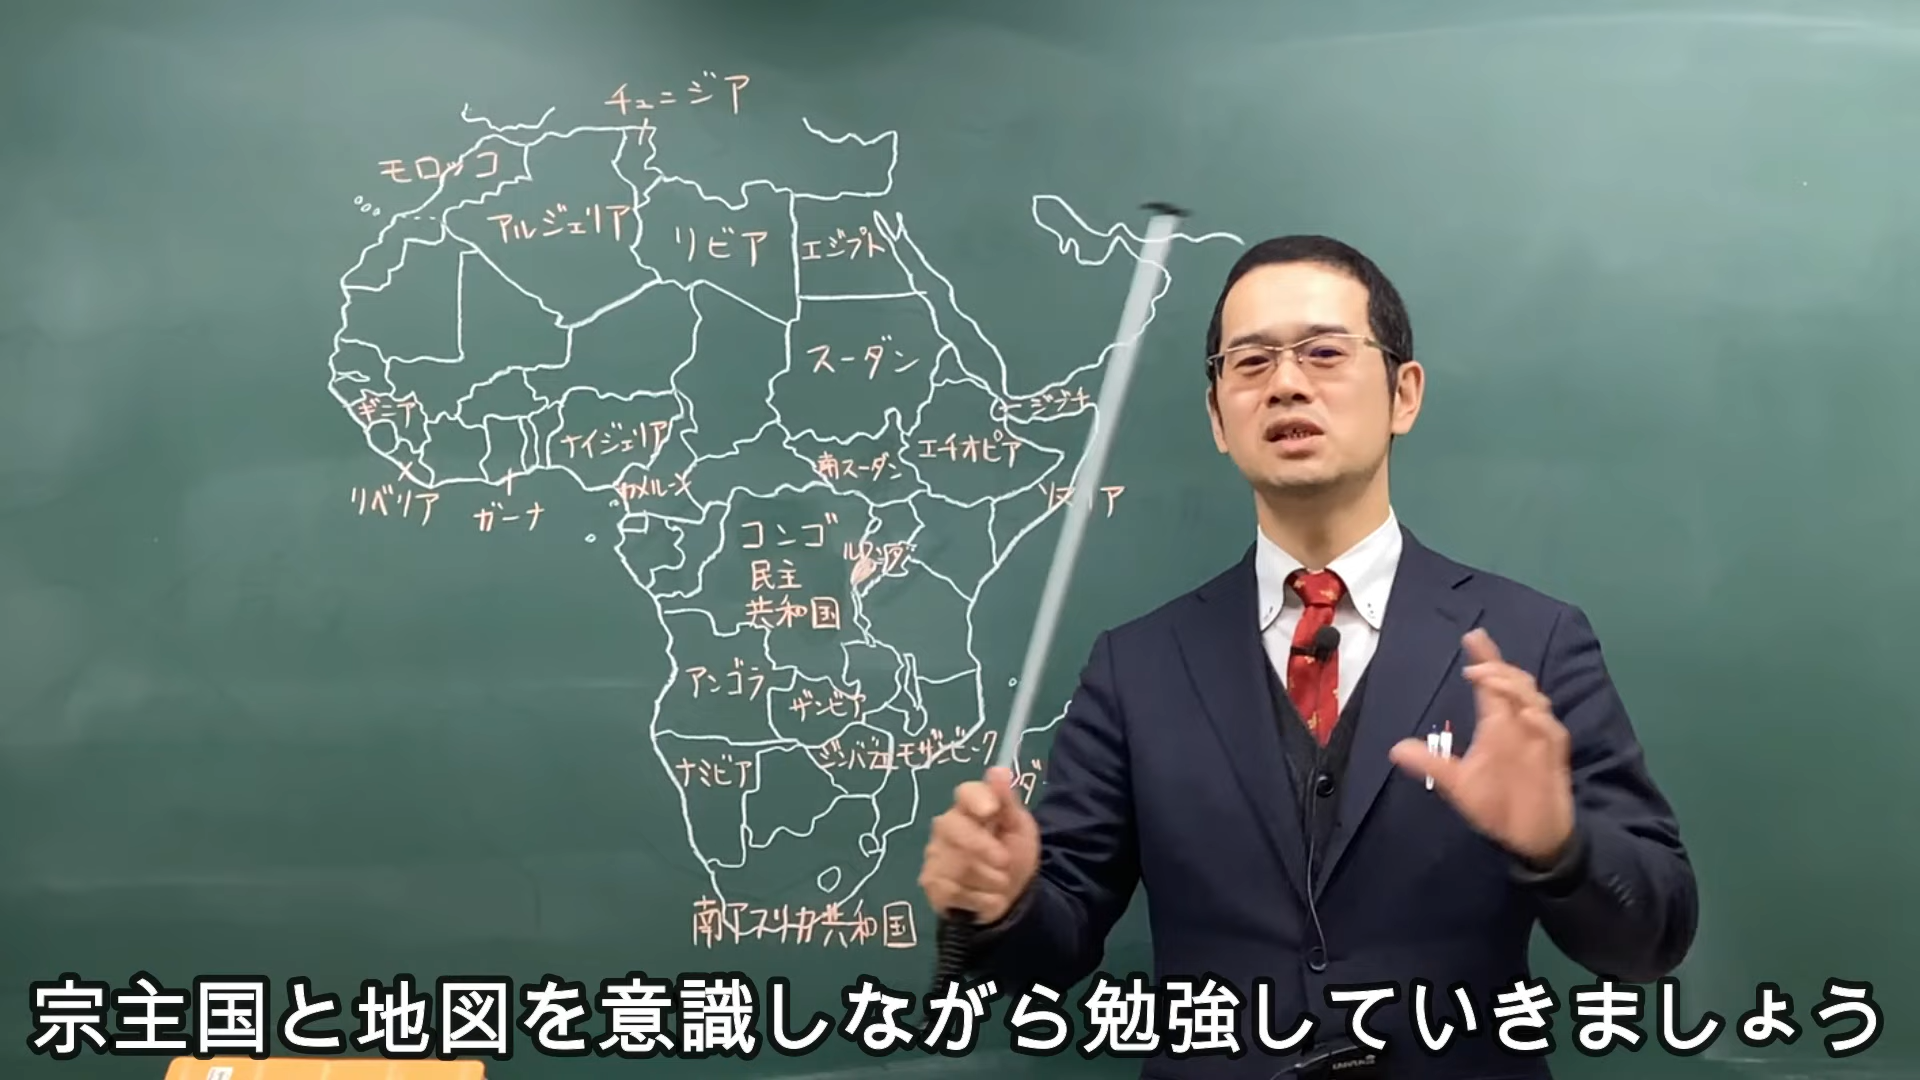 チュニジア
モロッコ
アルジェリア
リビア
エジプト
スーダン
ギニア
ジブチ
ナイジェリア
エチオピア
南スーダン
カメルーン
リベリア
ガーナ
ソマリア
コンゴ
民主
共和国
ルワンダ
アンゴラ
ザンビア
ジンバブエ
モザンビーク
ナミビア
南アフリカ共和国
宗主国と地図を意識しながら勉強していきましょう